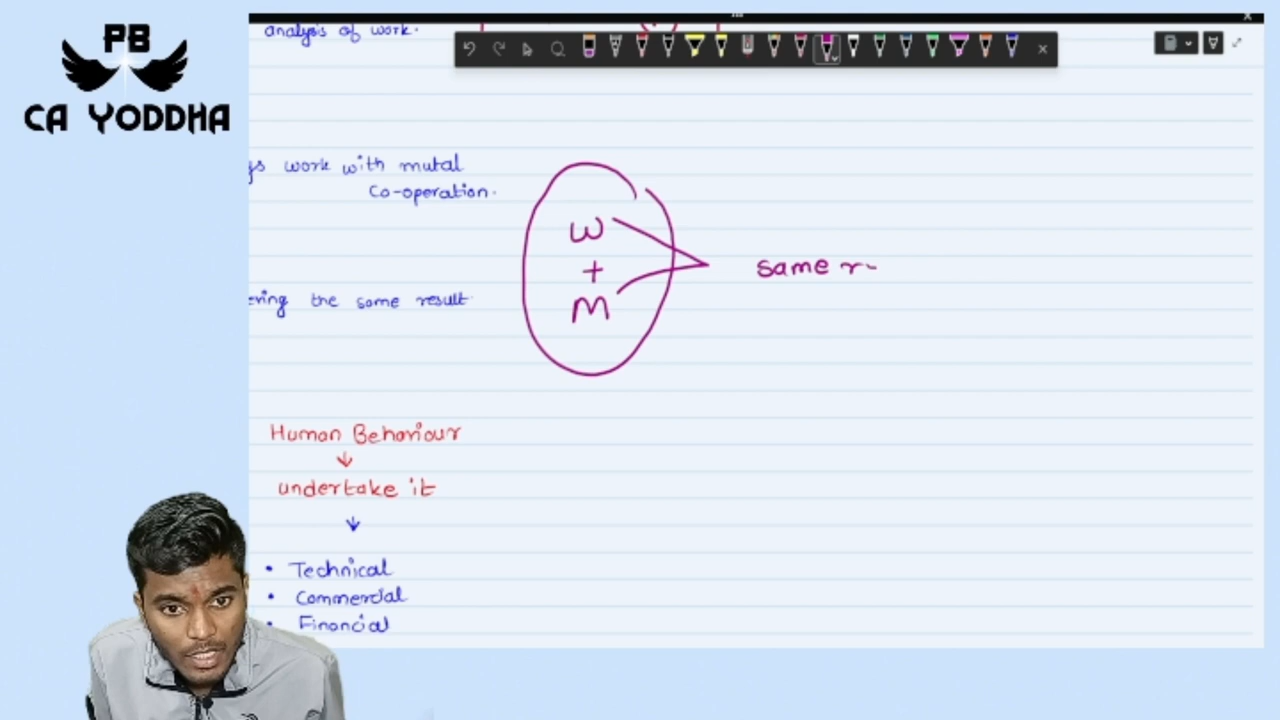 PB
CA YODDHA
analysis of work.
work with mutal
Co-operation.
W
+
M
same
the same result
Human Behaviour
↓
undertake it
↓
• Technical
• Commercial
• Financial